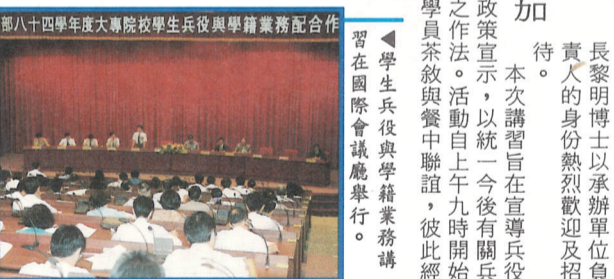 長黎明博士以承辦單位負
責人的身份熱烈歡迎及招
待。
本次講習旨在宣導兵
加
政策宣示，以統一今後有關兵
之作法。活動自上午九時開始
學員茶敘與餐中聯誼，彼此經
◀學生兵役與學籍業務講
習在國際會議廳舉行。
部八十四學年度大專院校學生兵役與學籍業務配合作